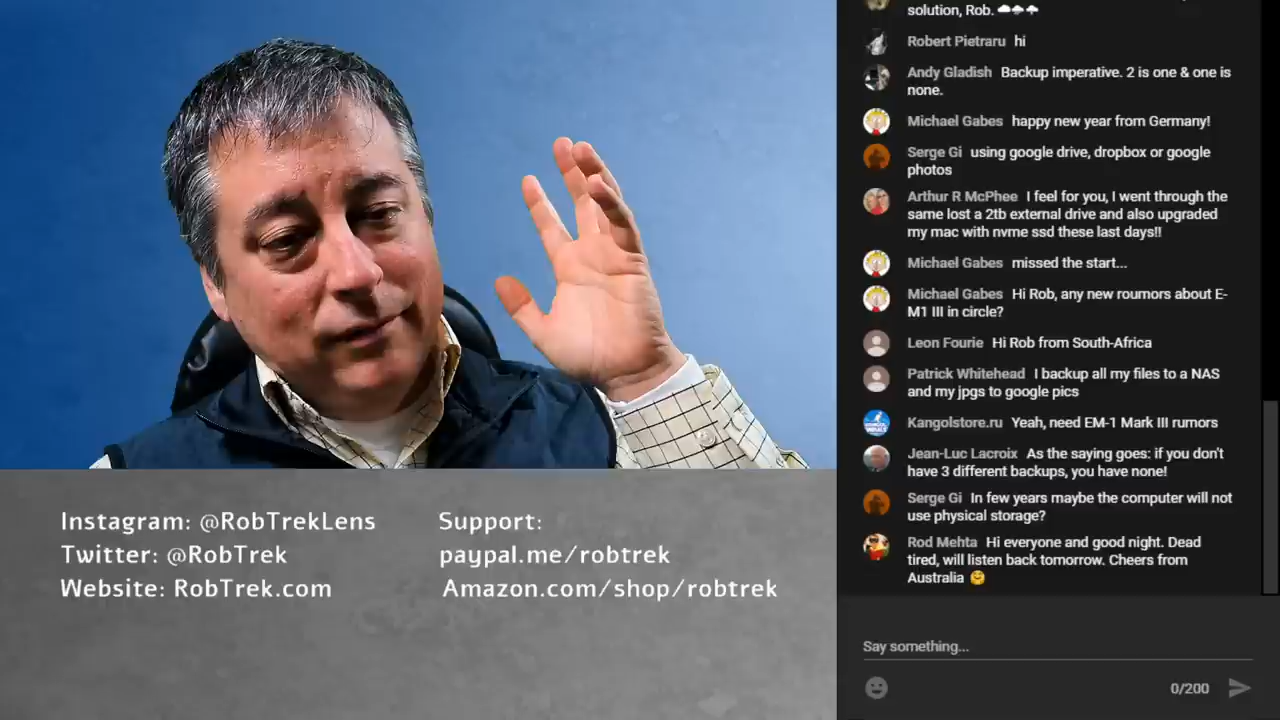 Instagram: @RobTrekLens
Twitter: @RobTrek
Website: RobTrek.com
Support:
paypal.me/robtrek
Amazon.com/shop/robtrek
solution, Rob.
Robert Pietraru hi
Andy Gladish Backup imperative. 2 is one & one is
none.
Michael Gabes happy new year from Germany!
Serge Gi using google drive, dropbox or google
photos
Arthur R McPhee I feel for you, I went through the
same lost a 2tb external drive and also upgraded
my mac with nvme ssd these last days!!
Michael Gabes missed the start...
Michael Gabes Hi Rob, any new roumors about E-
M1 III in circle?
Leon Fourie Hi Rob from South-Africa
Patrick Whitehead I backup all my files to a NAS
and my jpgs to google pics
Kangolstore.ru Yeah, need EM-1 Mark III rumors
Jean-Luc Lacroix As the saying goes: if you don't
have 3 different backups, you have none!
Serge Gi In few years maybe the computer will not
use physical storage?
Rod Mehta Hi everyone and good night. Dead
tired, will listen back tomorrow. Cheers from
Australia 🤗
Say something...
0/200